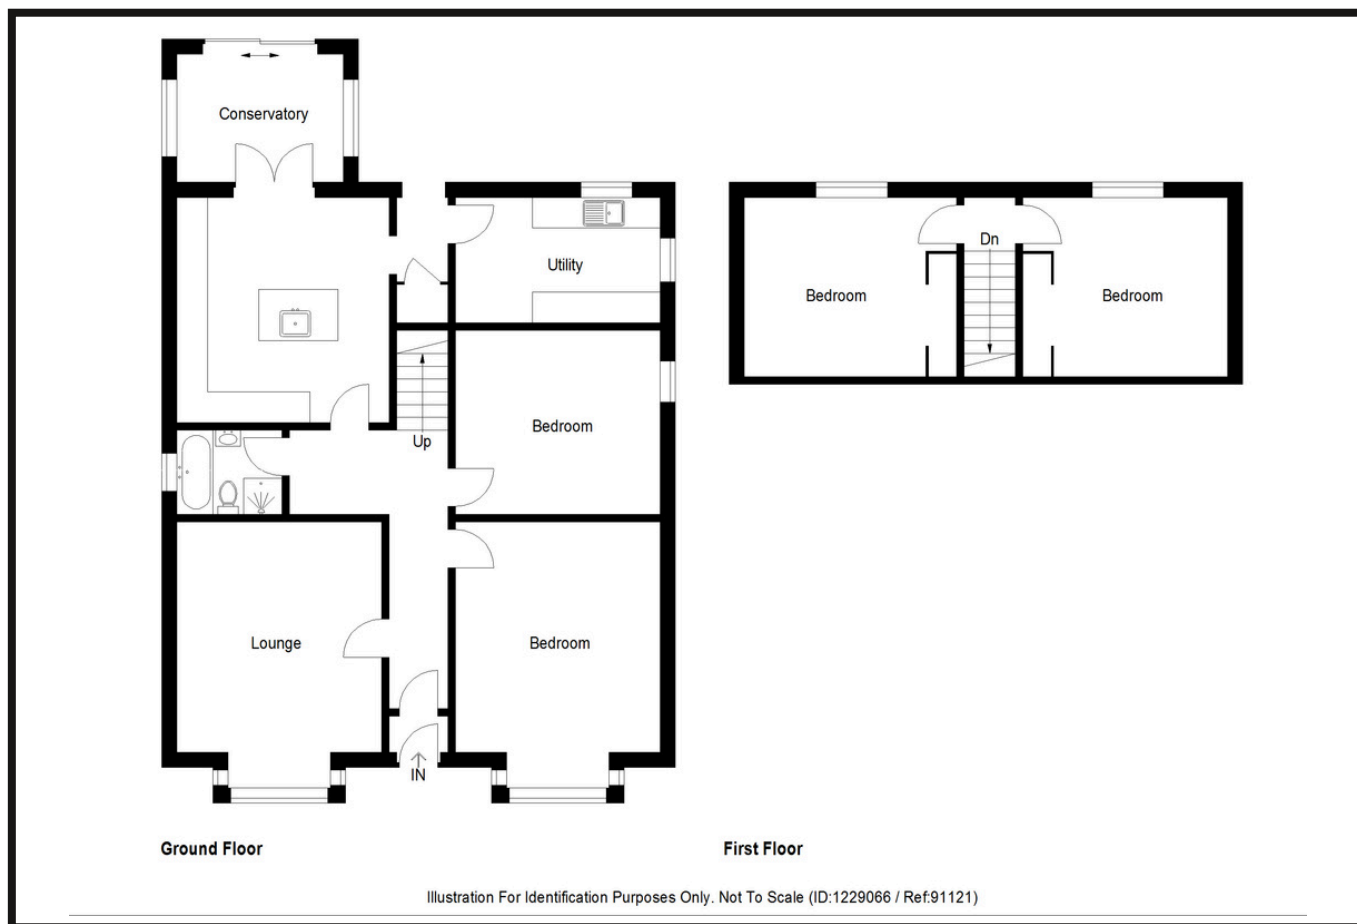 Conservatory
Utility
Dn
Bedroom
Bedroom
Bedroom
Up
Lounge
Bedroom
IN
Ground Floor
First Floor
Illustration For Identification Purposes Only. Not To Scale (ID:1229066 / Ref:91121)